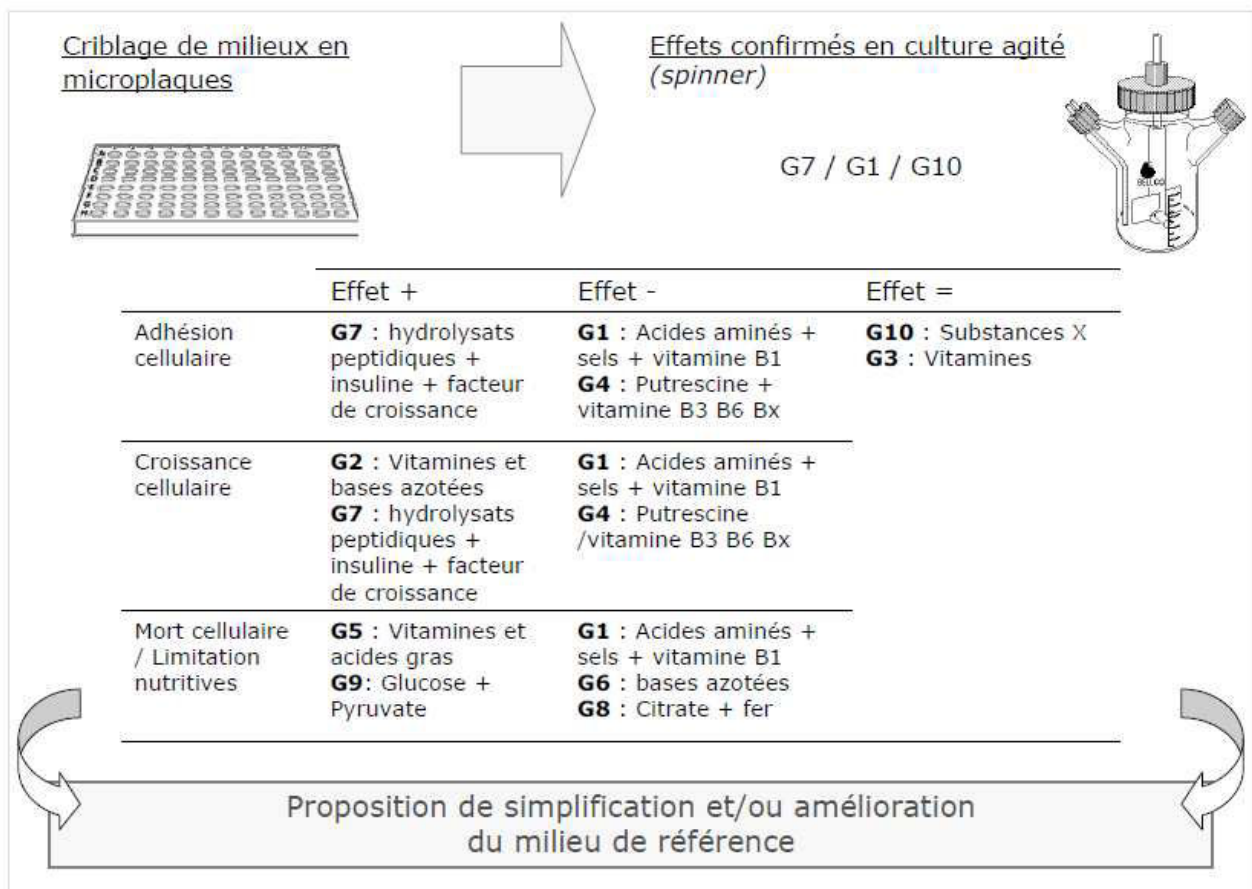 Criblage de milieux en
microplaques
Effets confirmés en culture agité
(spinner)
G7 / G1 / G10
BELLCO
Effet +
Effet -
Effet =
Adhésion
cellulaire
G7 : hydrolysats
peptidiques +
insuline + facteur
de croissance
G1 : Acides aminés +
sels + vitamine B1
G4 : Putrescine +
vitamine B3 B6 Bx
G10 : Substances X
G3 : Vitamines
Croissance
cellulaire
G2 : Vitamines et
bases azotées
G7 : hydrolysats
peptidiques +
insuline + facteur
de croissance
G1 : Acides aminés +
sels + vitamine B1
G4 : Putrescine
/vitamine B3 B6 Bx
Mort cellulaire
/ Limitation
nutritives
G5 : Vitamines et
acides gras
G9: Glucose +
Pyruvate
G1 : Acides aminés +
sels + vitamine B1
G6 : bases azotées
G8 : Citrate + fer
Proposition de simplification et/ou amélioration
du milieu de référence